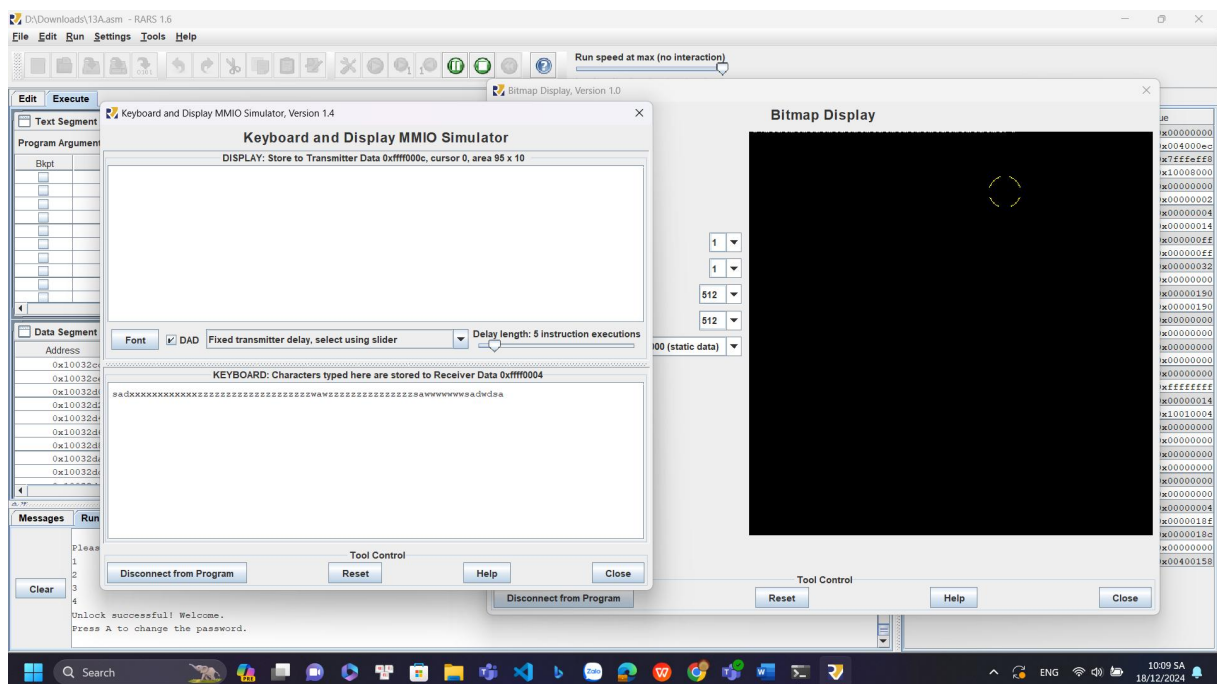 D:\Downloads\13A.asm - RARS 1.6
File Edit Run Settings Tools Help
Run speed at max (no interaction)
Edit Execute
Text Segment
Program Argument
Bkpt
Data Segment
Address
Messages Run
Clear
1
2
3
4
Unlock successful! Welcome.
Press A to change the password.
Keyboard and Display MMIO Simulator, Version 1.4
Keyboard and Display MMIO Simulator
DISPLAY: Store to Transmitter Data 0xffff000c, cursor 0, area 95 x 10
Font
DAD
Fixed transmitter delay, select using slider
Delay length: 5 instruction executions
KEYBOARD: Characters typed here are stored to Receiver Data 0xffff0004
Tool Control
Disconnect from Program Reset Help Close
Bitmap Display, Version 1.0
Bitmap Display
1
1
512
512
000 (static data)
Tool Control
Disconnect from Program Reset Help Close
x00000000
x004000ec
x7fffeff8
x10008000
x00000000
x00000002
x00000004
x00000014
x000000ff
x000000ff
x00000032
x00000000
x00000190
x00000190
x00000000
x00000000
x00000000
x00000000
x00000000
xffffffff
x00000014
x10010004
x00000000
x00000000
x00000000
x00000000
x00000000
x00000000
x00000004
x0000018f
x0000018c
x00000000
x00400158
Search
Zalo
ENG
10:09 SA
18/12/2024